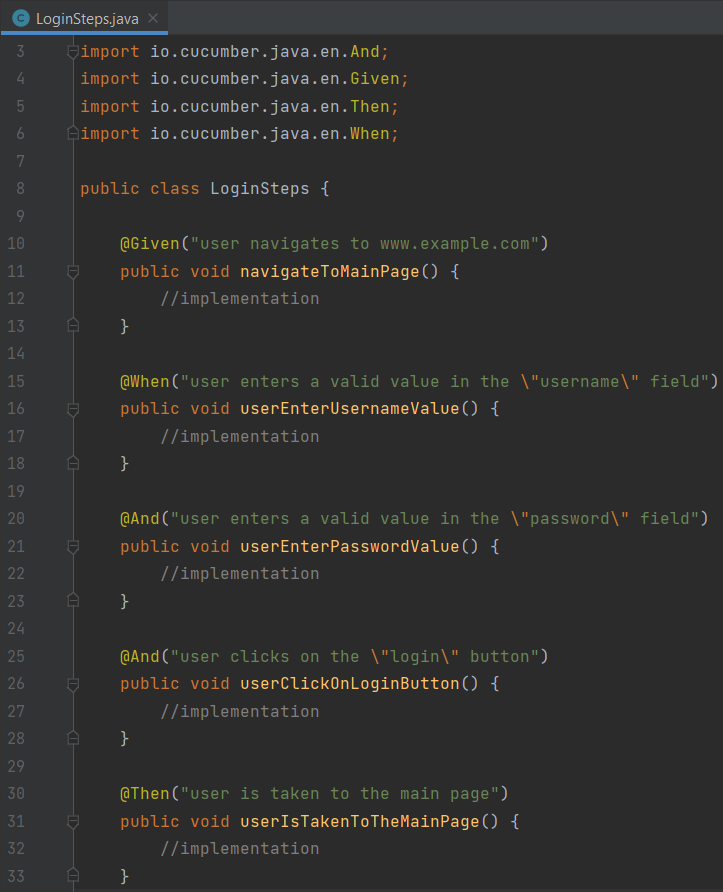 C LoginSteps.java ×
3 import io.cucumber.java.en.And;
4 import io.cucumber.java.en.Given;
5 import io.cucumber.java.en.Then;
6 import io.cucumber.java.en.When;
7
8 public class LoginSteps {
9
10     @Given("user navigates to www.example.com")
11     public void navigateToMainPage() {
12         //implementation
13     }
14
15     @When("user enters a valid value in the \"username\" field")
16     public void userEnterUsernameValue() {
17         //implementation
18     }
19
20     @And("user enters a valid value in the \"password\" field")
21     public void userEnterPasswordValue() {
22         //implementation
23     }
24
25     @And("user clicks on the \"login\" button")
26     public void userClickOnLoginButton() {
27         //implementation
28     }
29
30     @Then("user is taken to the main page")
31     public void userIsTakenToTheMainPage() {
32         //implementation
33     }